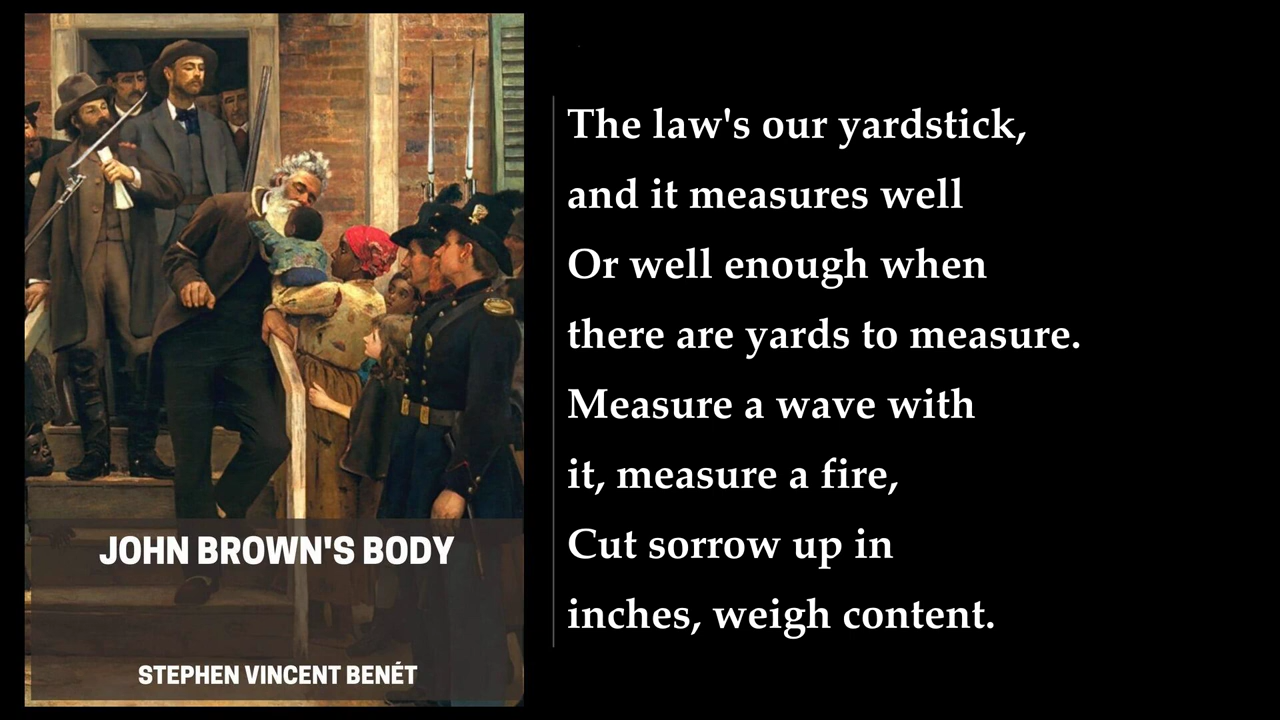 JOHN BROWN'S BODY
STEPHEN VINCENT BENÉT
The law's our yardstick,
and it measures well
Or well enough when
there are yards to measure.
Measure a wave with
it, measure a fire,
Cut sorrow up in
inches, weigh content.